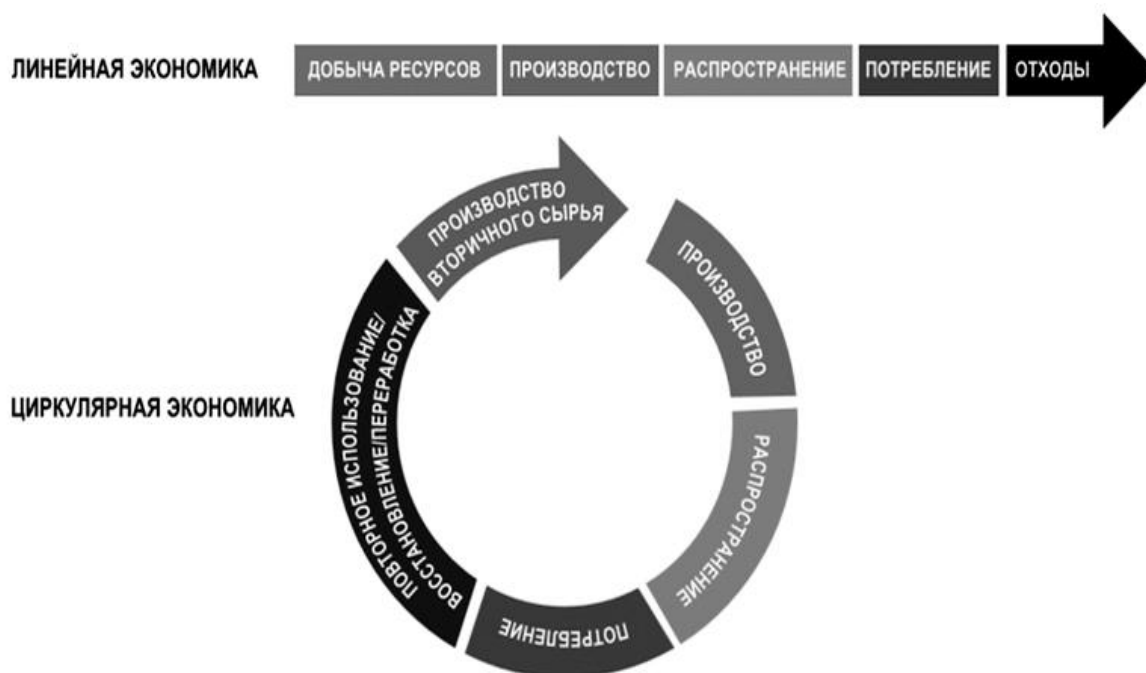 ЛИНЕЙНАЯ ЭКОНОМИКА
ДОБЫЧА РЕСУРСОВ
ПРОИЗВОДСТВО
РАСПРОСТРАНЕНИЕ
ПОТРЕБЛЕНИЕ
ОТХОДЫ
ЦИРКУЛЯРНАЯ ЭКОНОМИКА
ПРОИЗВОДСТВО
ВТОРИЧНОГО СЫРЬЯ
ПРОИЗВОДСТВО
РАСПРОСТРАНЕНИЕ
ПОТРЕБЛЕНИЕ
ПОВТОРНОЕ ИСПОЛЬЗОВАНИЕ/
ВОССТАНОВЛЕНИЕ/ПЕРЕРАБОТКА